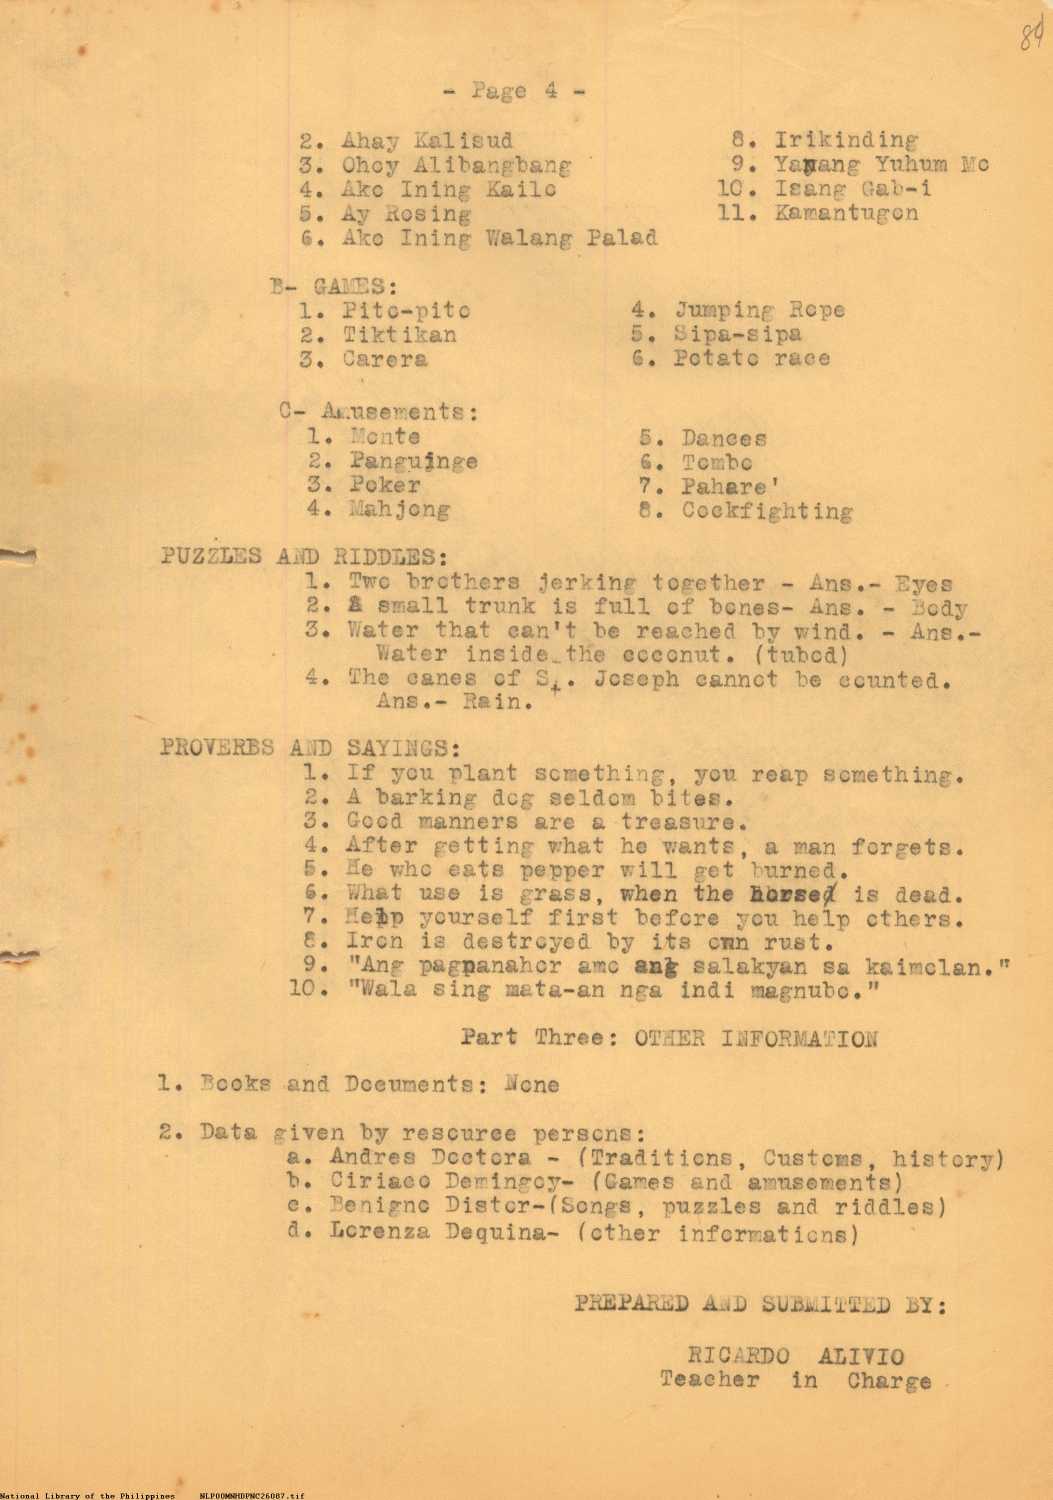 84
- Page 4 -
2. Ahay Kalisud
3. Ohoy Alibangbang
4. Ako Ining Kailo
5. Ay Rosing
6. Ako Ining Walang Palad
8. Irikinding
9. Yapang Yuhum Mo
10. Isang Gab-i
11. Kamantugon
B- GAMES:
1. Pito-pito
2. Tiktikan
3. Carera
4. Jumping Rope
5. Sipa-sipa
6. Potato race
C- Amusements:
1. Monte
2. Panguinge
3. Poker
4. Mahjong
5. Dances
6. Tombo
7. Pahare'
8. Cockfighting
PUZZLES AND RIDDLES:
1. Two brothers jerking together - Ans.- Eyes
2. A small trunk is full of bones- Ans. - Body
3. Water that can't be reached by wind. - Ans.-
Water inside the coconut. (tubod)
4. The canes of St. Joseph cannot be counted.
Ans.- Rain.
PROVERBS AND SAYINGS:
1. If you plant something, you reap something.
2. A barking dog seldom bites.
3. Good manners are a treasure.
4. After getting what he wants, a man forgets.
5. He who eats pepper will get burned.
6. What use is grass, when the horse is dead.
7. Help yourself first before you help others.
8. Iron is destroyed by its own rust.
9. "Ang pagpanahor amo ang salakyan sa kaimolan."
10. "Wala sing mata-an nga indi magnubo."
Part Three: OTHER INFORMATION
1. Books and Documents: None
2. Data given by resource persons:
a. Andres Doctora - (Traditions, Customs, history)
b. Ciriaco Demingoy- (Games and amusements)
c. Benigno Distor-(Songs, puzzles and riddles)
d. Lorenza Dequina- (other informations)
PREPARED AND SUBMITTED BY:
RICARDO ALIVIO
Teacher in Charge
National Library of the Philippines NLP00MNHDPNC26087.tif